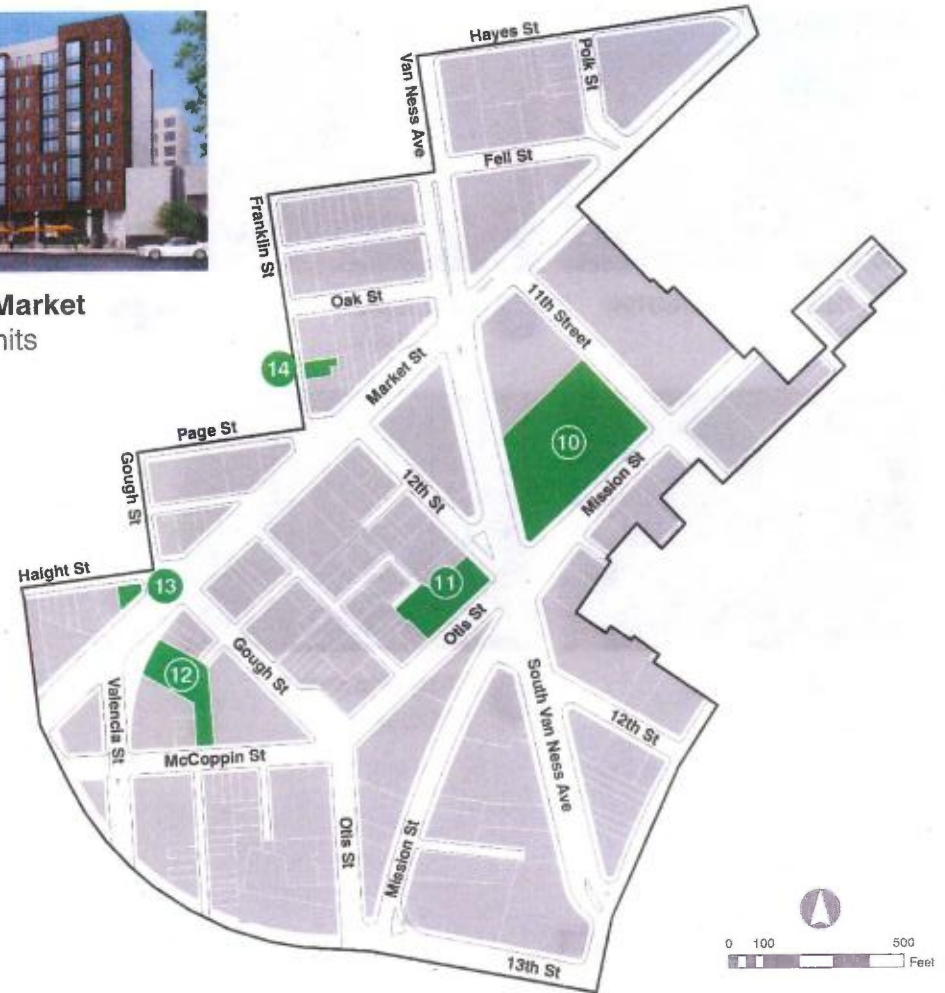 Market
Hayes St
Polk St
Van Ness Ave
Fell St
Franklin St
Oak St
11th Street
14
Market St
10
Page St
Gough St
12th St
Mission St
Haight St
13
11
Otis St
12
Gough St
Valencia St
South Van Ness Ave
12th St
McCoppin St
Otis St
Mission St
13th St
0 100 500
Feet